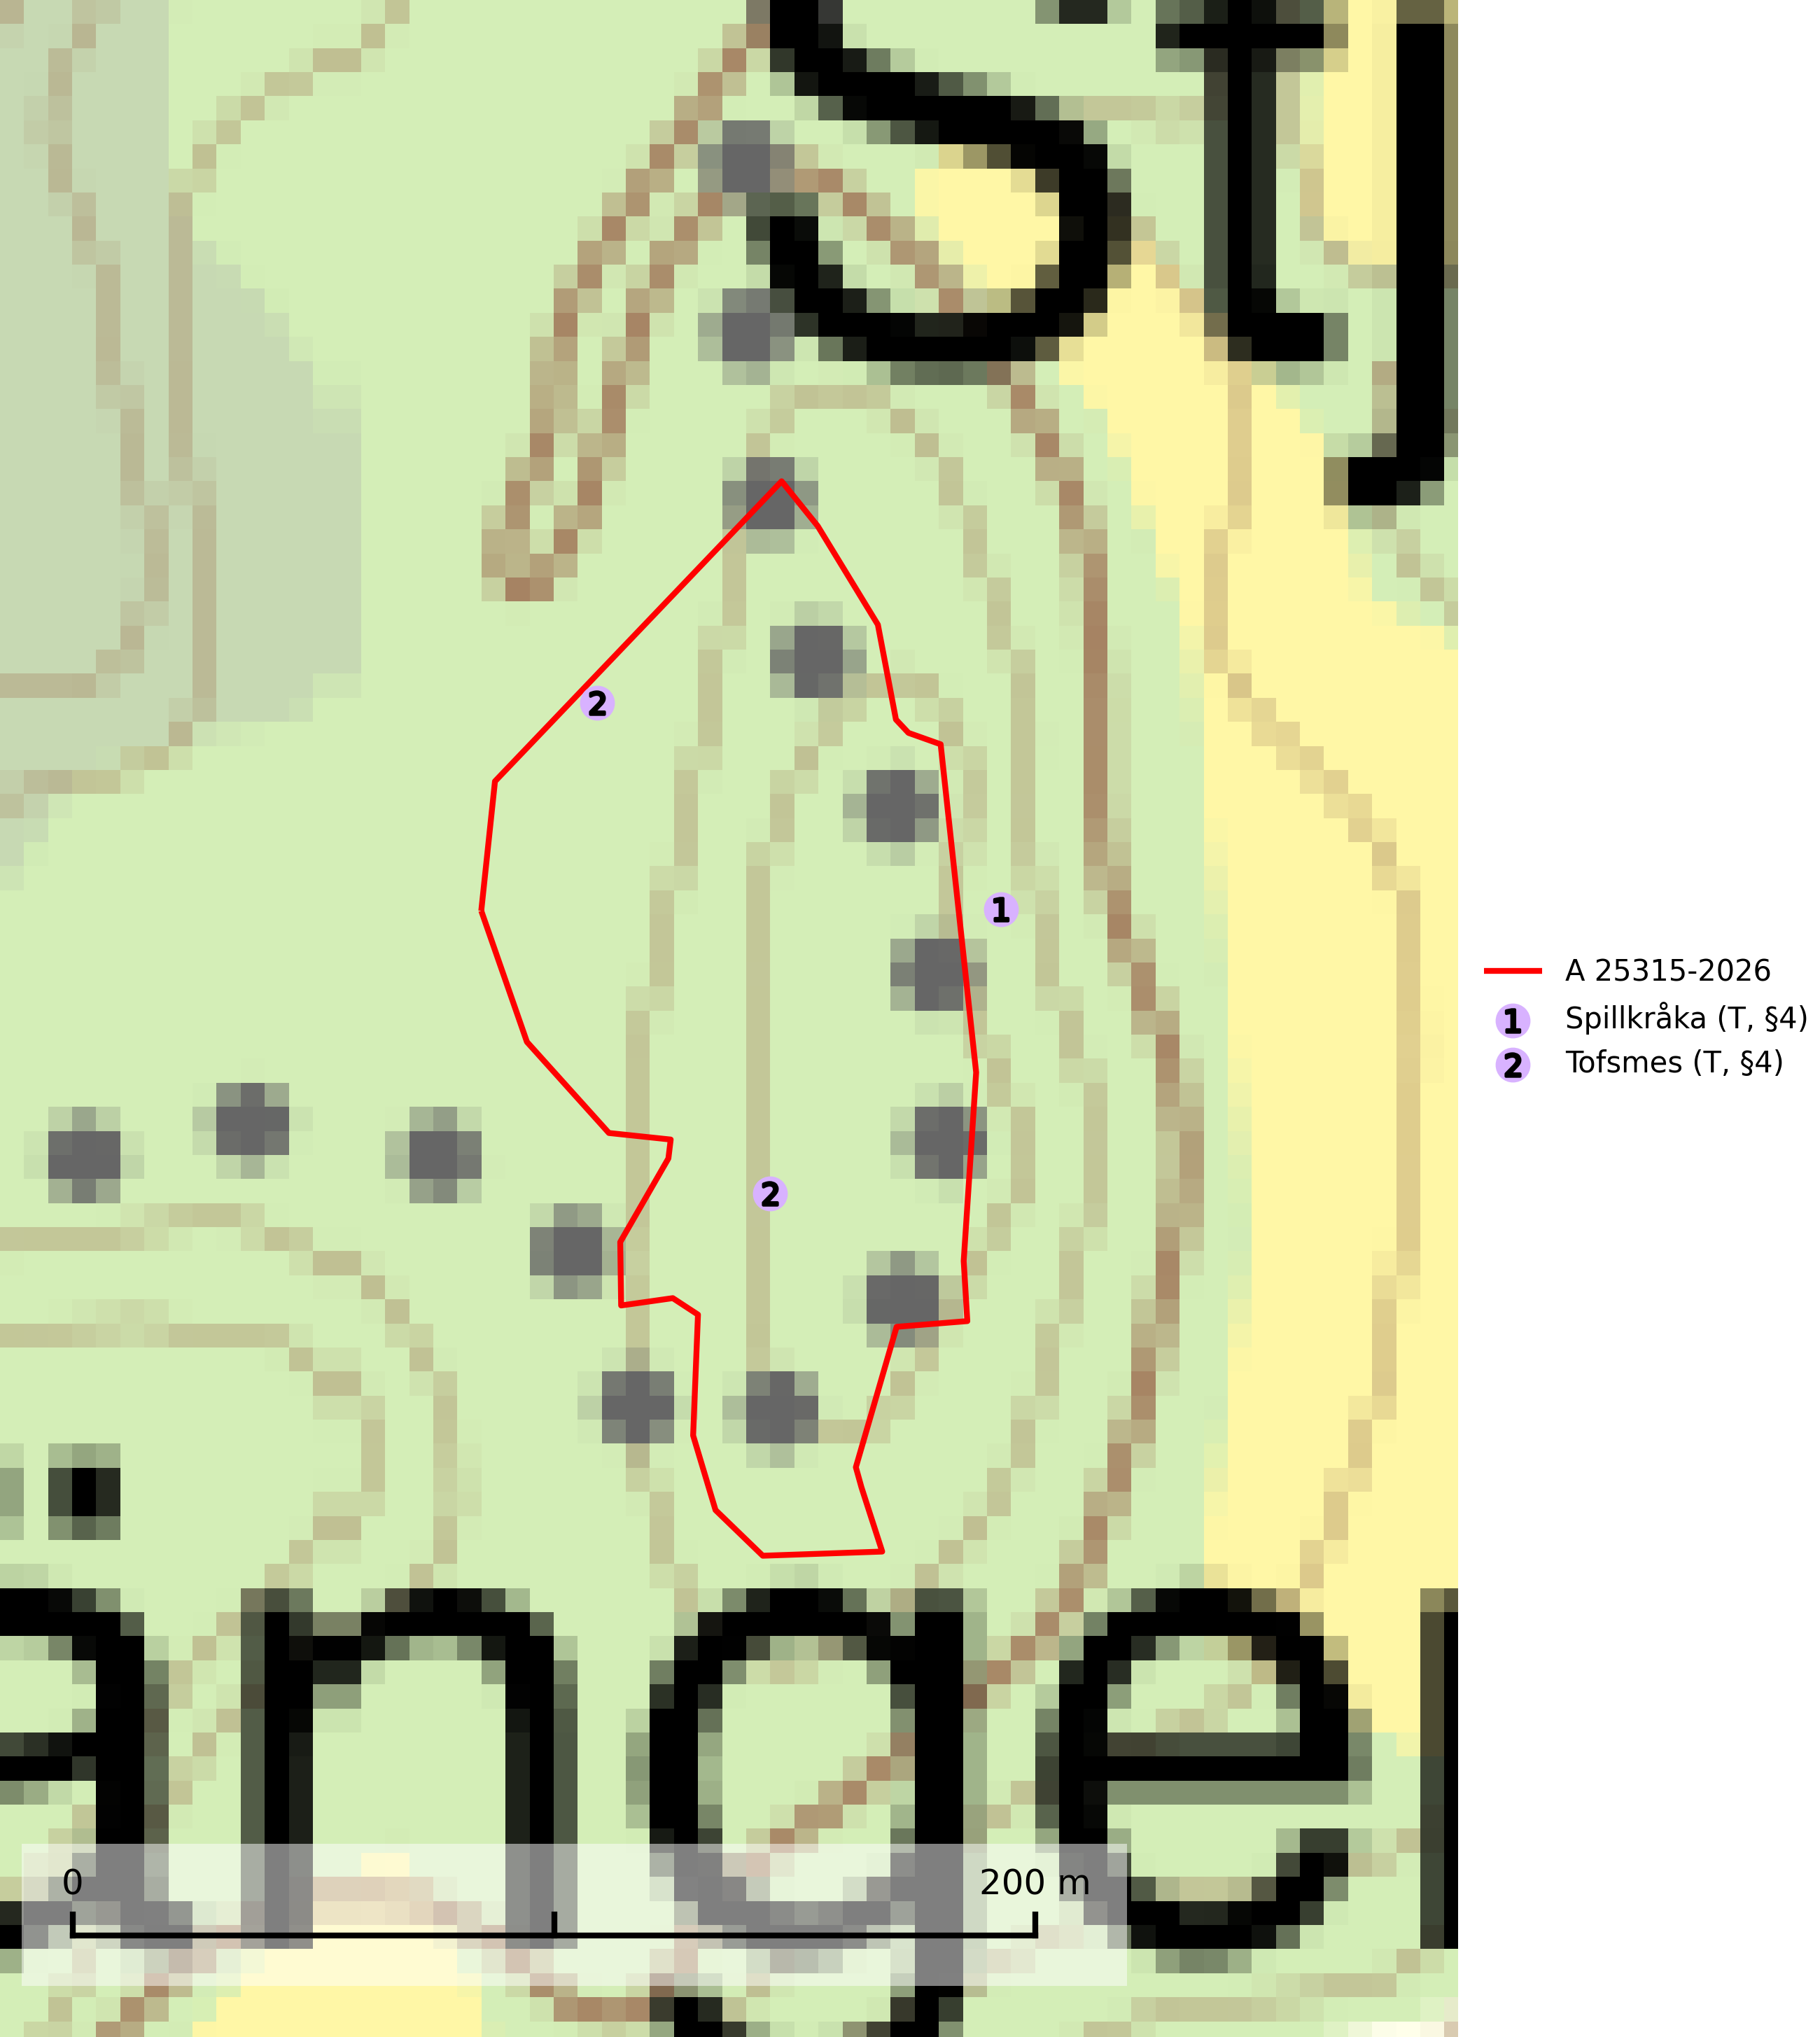 2
1
2
A 25315-2026
1 Spillkråka (T, §4)
2 Tofsmes (T, §4)
0 200 m